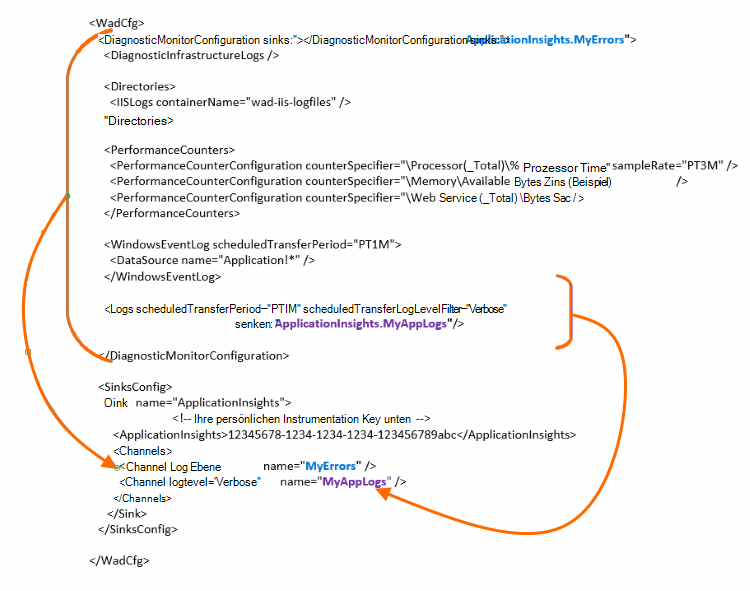 <WadCfg>
<DiagnosticMonitorConfiguration sinks:"></DiagnosticMonitorConfiguration ApplicationInsights.MyErrors">
<DiagnosticInfrastructureLogs />
<Directories>
<IISLogs containerName="wad-iis-logfiles" />
"Directories>
<PerformanceCounters>
<PerformanceCounterConfiguration counterSpecifier="\Processor(_Total)\% Prozessor Time" sampleRate="PT3M" />
<PerformanceCounterConfiguration counterSpecifier="\Memory\Available Bytes Zins (Beispiel) />
<PerformanceCounterConfiguration counterSpecifier="\Web Service (_Total) \Bytes Sac / >
</PerformanceCounters>
<WindowsEventLog scheduledTransferPeriod="PT1M">
<DataSource name="Application!*" />
</WindowsEventLog>
<Logs scheduledTransferPeriod="PTIM" scheduledTransferLogLevelFilter="Verbose"
senken: "ApplicationInsights.MyAppLogs"/>
</DiagnosticMonitorConfiguration>
<SinksConfig>
Oink name="ApplicationInsights">
<!-- Ihre persönlichen Instrumentation Key unten -->
<ApplicationInsights>12345678-1234-1234-1234-123456789abc</ApplicationInsights>
<Channels>
<Channel Log Ebene name="MyErrors" />
<Channel logtevel="Verbose" name="MyAppLogs" />
</Channels>
</Sink>
</SinksConfig>
</WadCfg>